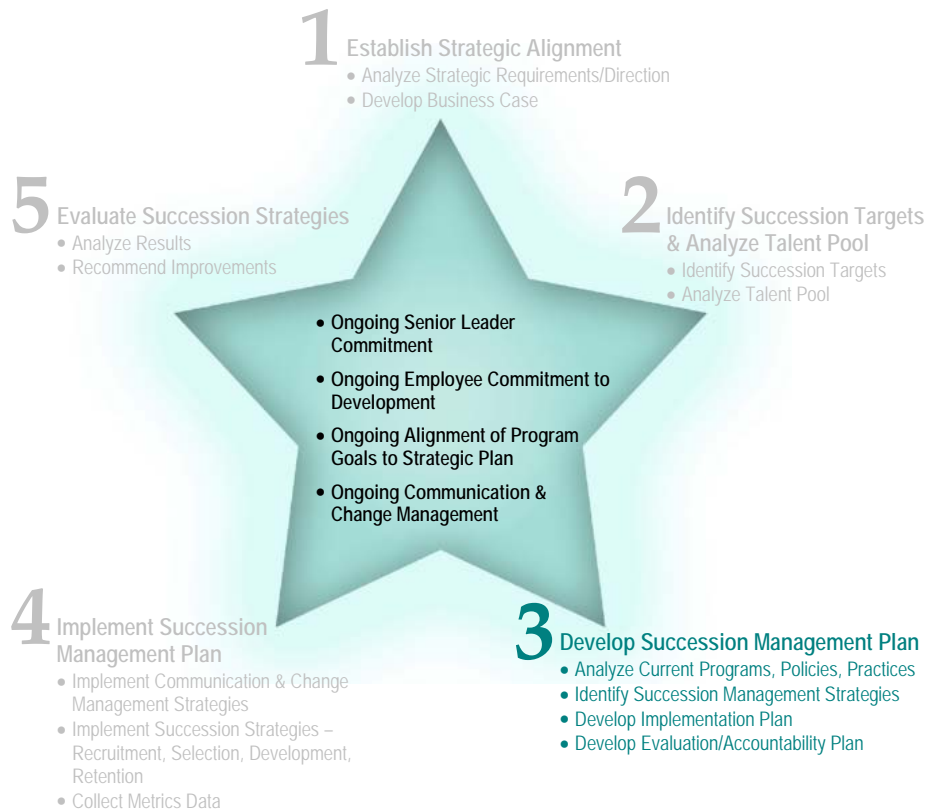 1 Establish Strategic Alignment
• Analyze Strategic Requirements/Direction
• Develop Business Case
2 Identify Succession Targets
& Analyze Talent Pool
• Identify Succession Targets
• Analyze Talent Pool
3 Develop Succession Management Plan
• Analyze Current Programs, Policies, Practices
• Identify Succession Management Strategies
• Develop Implementation Plan
• Develop Evaluation/Accountability Plan
4 Implement Succession
Management Plan
• Implement Communication & Change
Management Strategies
• Implement Succession Strategies –
Recruitment, Selection, Development,
Retention
• Collect Metrics Data
5 Evaluate Succession Strategies
• Analyze Results
• Recommend Improvements
• Ongoing Senior Leader
Commitment
• Ongoing Employee Commitment to
Development
• Ongoing Alignment of Program
Goals to Strategic Plan
• Ongoing Communication &
Change Management